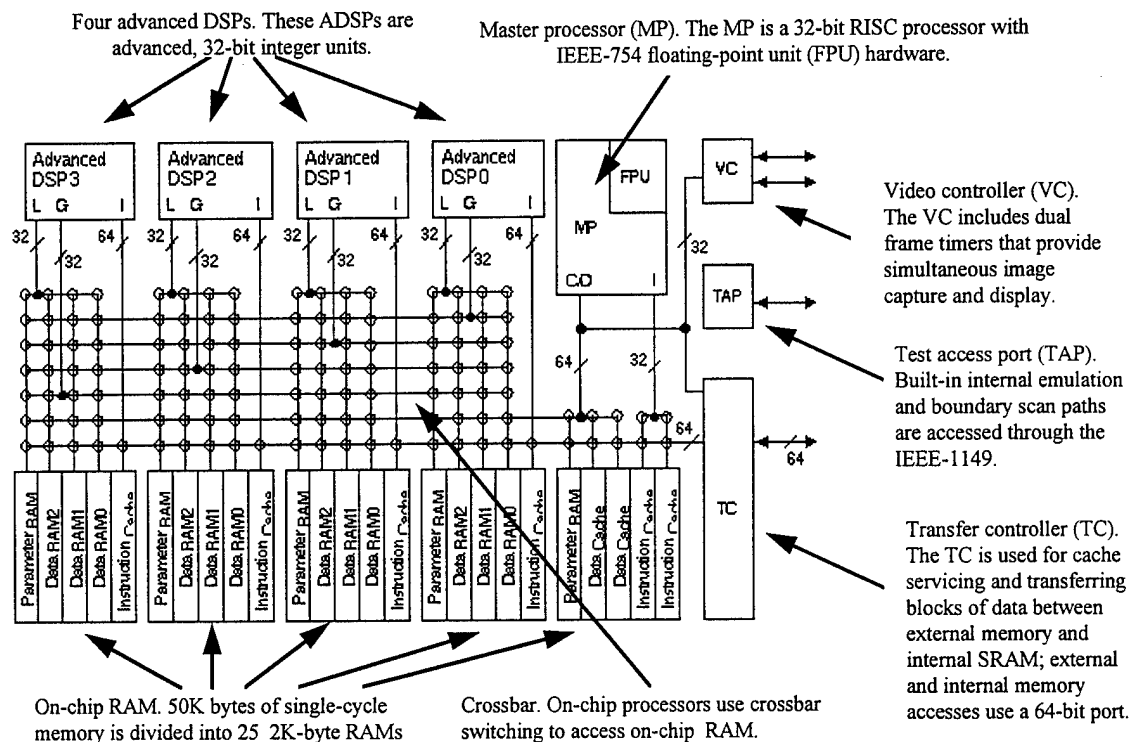 Four advanced DSPs. These ADSPs are
advanced, 32-bit integer units.
Master processor (MP). The MP is a 32-bit RISC processor with
IEEE-754 floating-point unit (FPU) hardware.
Advanced
DSP3
L G I
Advanced
DSP2
L G I
Advanced
DSP1
L G I
Advanced
DSP0
L G I
FPU
MP
C/D I
VC
TAP
TC
32
32
64
32
32
64
32
32
64
32
32
64
32
64
32
64
64
Video controller (VC).
The VC includes dual
frame timers that provide
simultaneous image
capture and display.
Test access port (TAP).
Built-in internal emulation
and boundary scan paths
are accessed through the
IEEE-1149.
Transfer controller (TC).
The TC is used for cache
servicing and transferring
blocks of data between
external memory and
internal SRAM; external
and internal memory
accesses use a 64-bit port.
Parameter RAM
Data RAM2
Data RAM1
Data RAM0
Instruction Cache
Parameter RAM
Data RAM2
Data RAM1
Data RAM0
Instruction Cache
Parameter RAM
Data RAM2
Data RAM1
Data RAM0
Instruction Cache
Parameter RAM
Data RAM2
Data RAM1
Data RAM0
Instruction Cache
Parameter RAM
Data Cache
Data Cache
Instruction Cache
Instruction Cache
On-chip RAM. 50K bytes of single-cycle
memory is divided into 25 2K-byte RAMs
Crossbar. On-chip processors use crossbar
switching to access on-chip RAM.